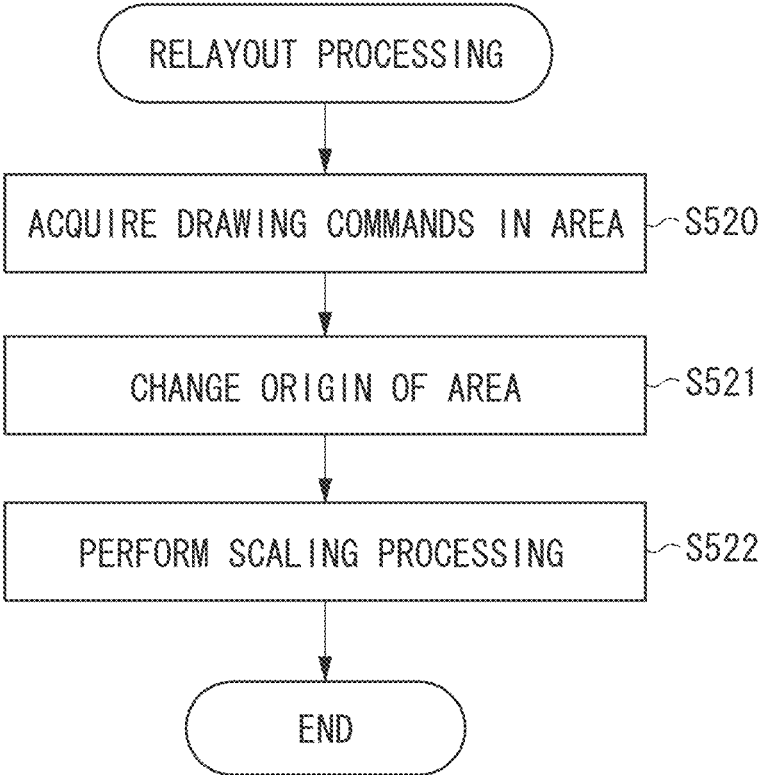 RELAYOUT PROCESSING
ACQUIRE DRAWING COMMANDS IN AREA
S520
CHANGE ORIGIN OF AREA
S521
PERFORM SCALING PROCESSING
S522
END